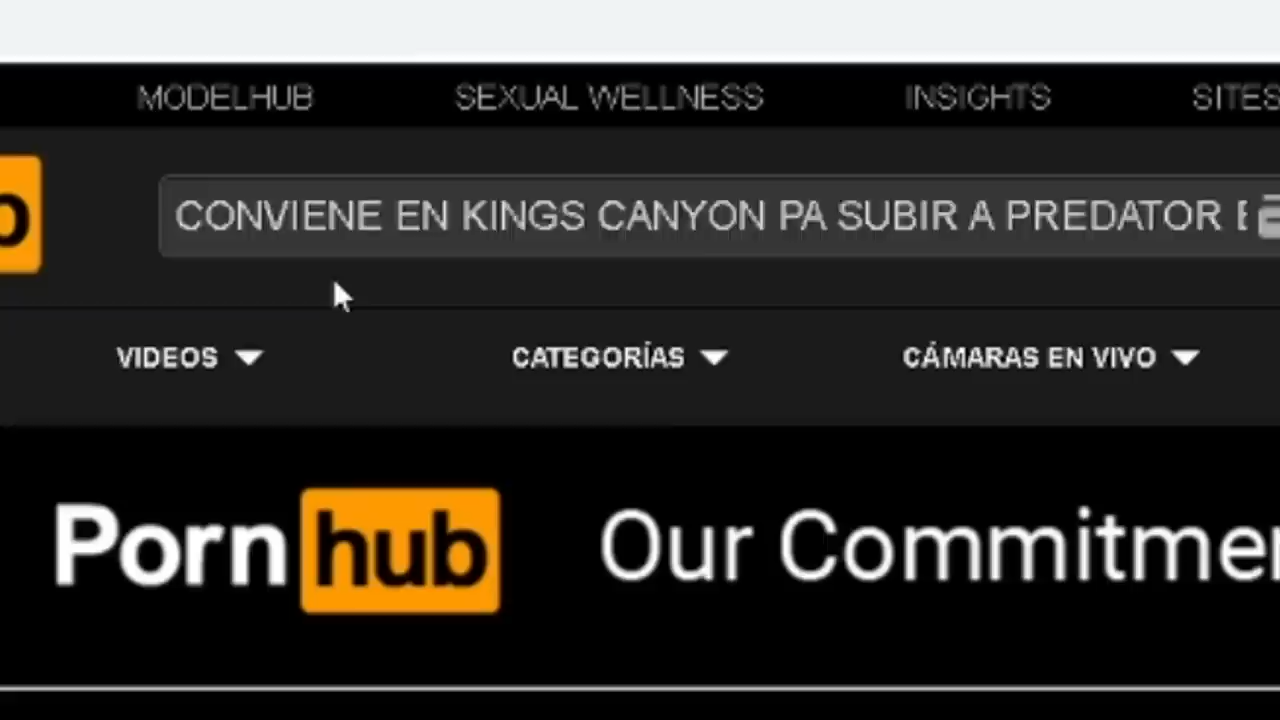 MODELHUB SEXUAL WELLNESS INSIGHTS SITES
b CONVIENE EN KINGS CANYON PA SUBIR A PREDATOR
VIDEOS CATEGORÍAS CÁMARAS EN VIVO
Pornhub Our Commitmen